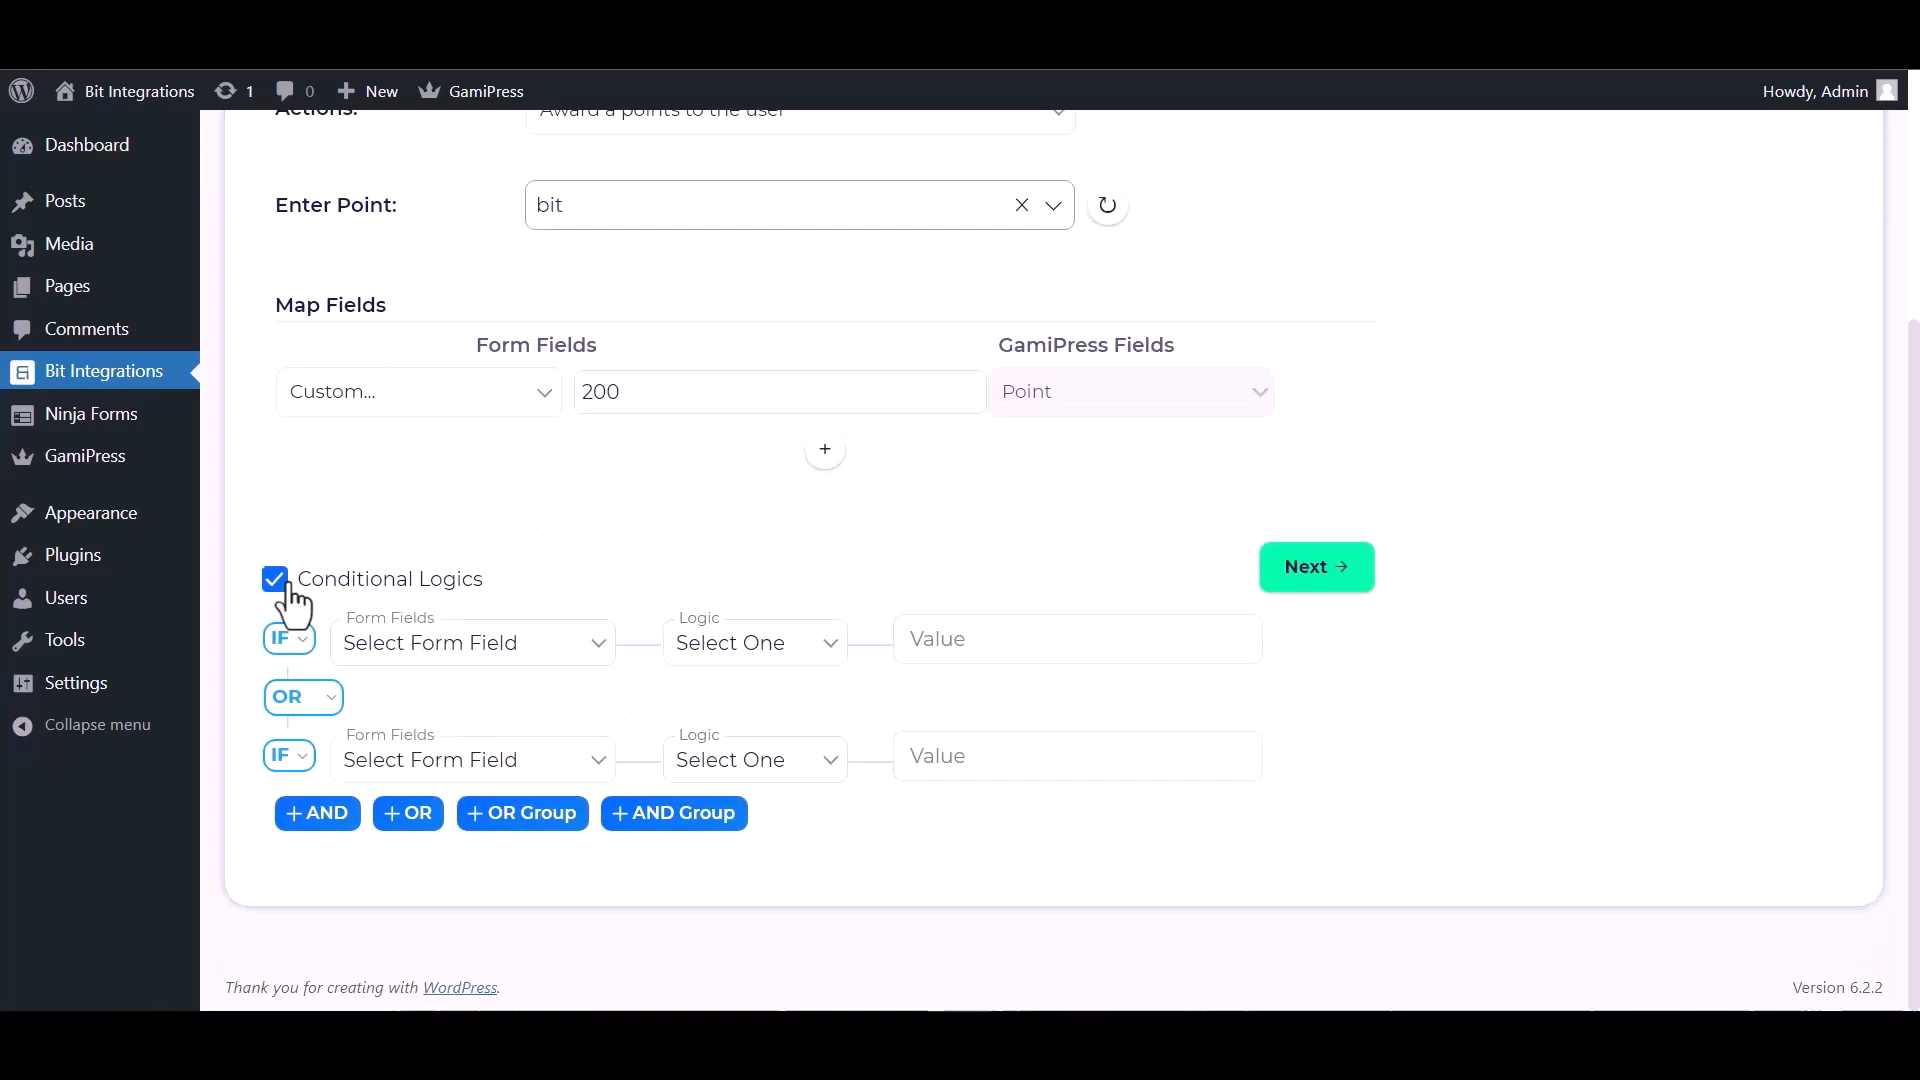 Bit Integrations 1 0 New GamiPress Howdy, Admin
Actions: Award a points to the user
Dashboard
Posts
Media
Pages
Comments
Bit Integrations
Ninja Forms
GamiPress
Appearance
Plugins
Users
Tools
Settings
Collapse menu
Enter Point: bit
Map Fields
Form Fields GamiPress Fields
Custom... 200 Point
+
Conditional Logics Next →
Form Fields Logic
IF Select Form Field Select One Value
OR
Form Fields Logic
IF Select Form Field Select One Value
+ AND + OR + OR Group + AND Group
Thank you for creating with WordPress. Version 6.2.2